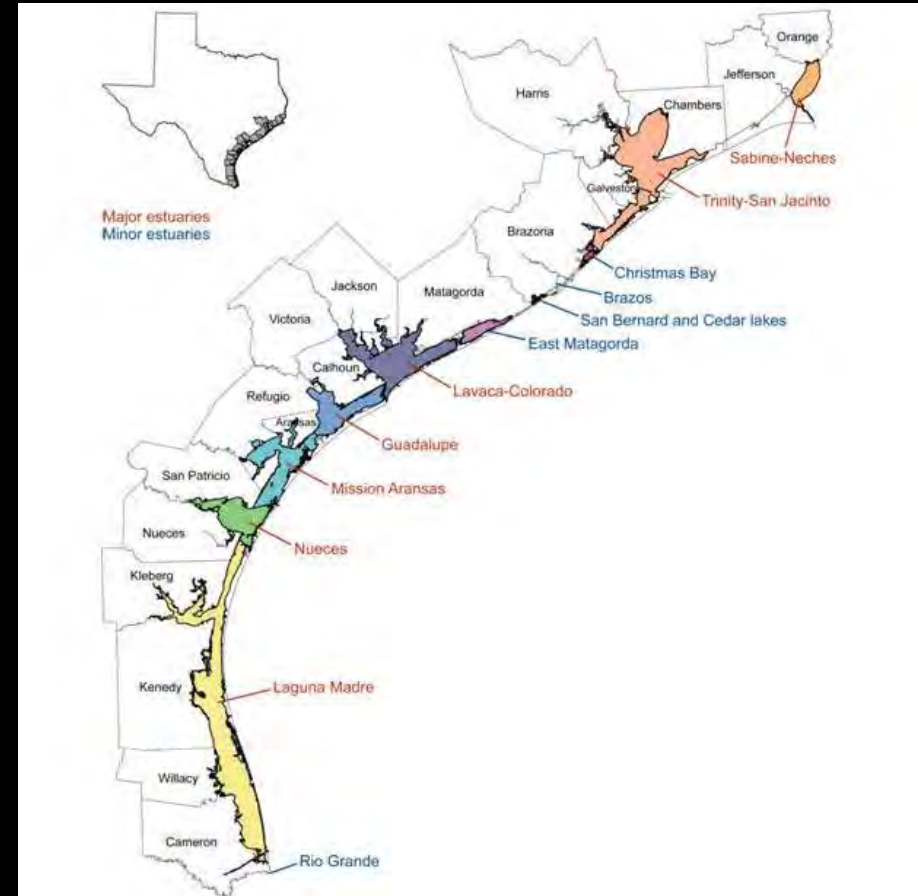 Orange
Jefferson
Harris
Chambers
Sabine-Neches
Galveston
Trinity-San Jacinto
Major estuaries
Minor estuaries
Brazoria
Christmas Bay
Jackson
Matagorda
Brazos
Victoria
San Bernard and Cedar lakes
East Matagorda
Calhoun
Lavaca-Colorado
Refugio
Aransas
Guadalupe
San Patricio
Mission Aransas
Nueces
Nueces
Kleberg
Kenedy
Laguna Madre
Willacy
Cameron
Rio Grande